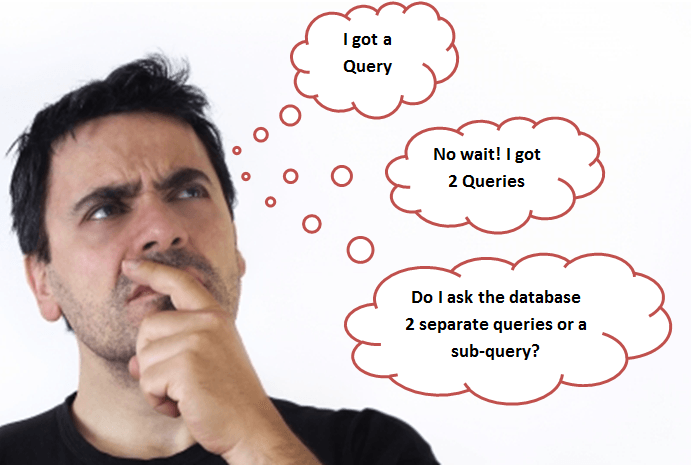 I got a
Query
No wait! I got
2 Queries
Do I ask the database
2 separate queries or a
sub-query?